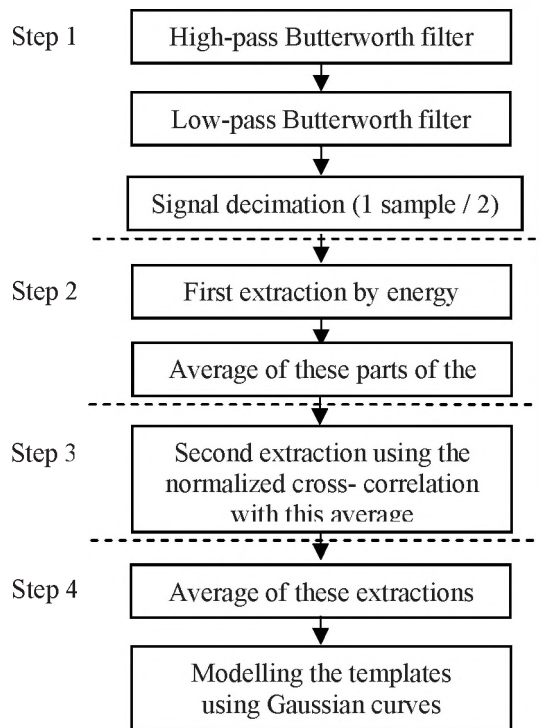 Step 1
High-pass Butterworth filter
Low-pass Butterworth filter
Signal decimation (1 sample / 2)
Step 2
First extraction by energy
Average of these parts of the
Step 3
Second extraction using the
normalized cross- correlation
with this average
Step 4
Average of these extractions
Modelling the templates
using Gaussian curves